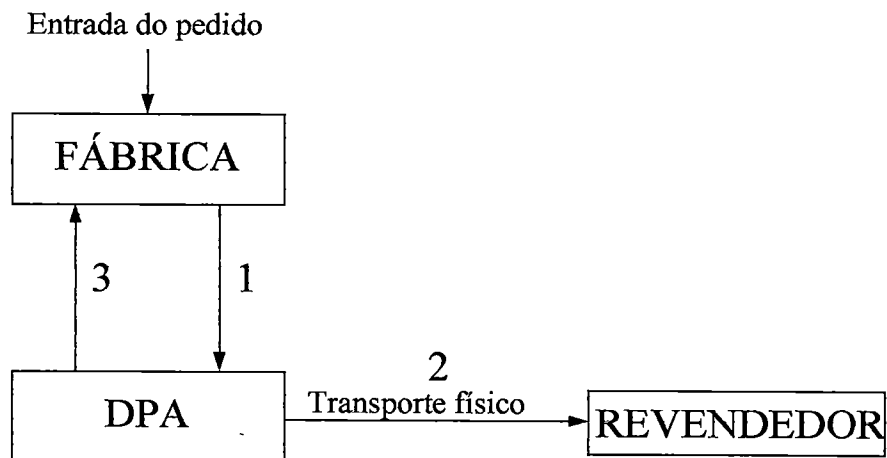 Entrada do pedido
FÁBRICA
3
1
2
DPA
Transporte físico
REVENDEDOR